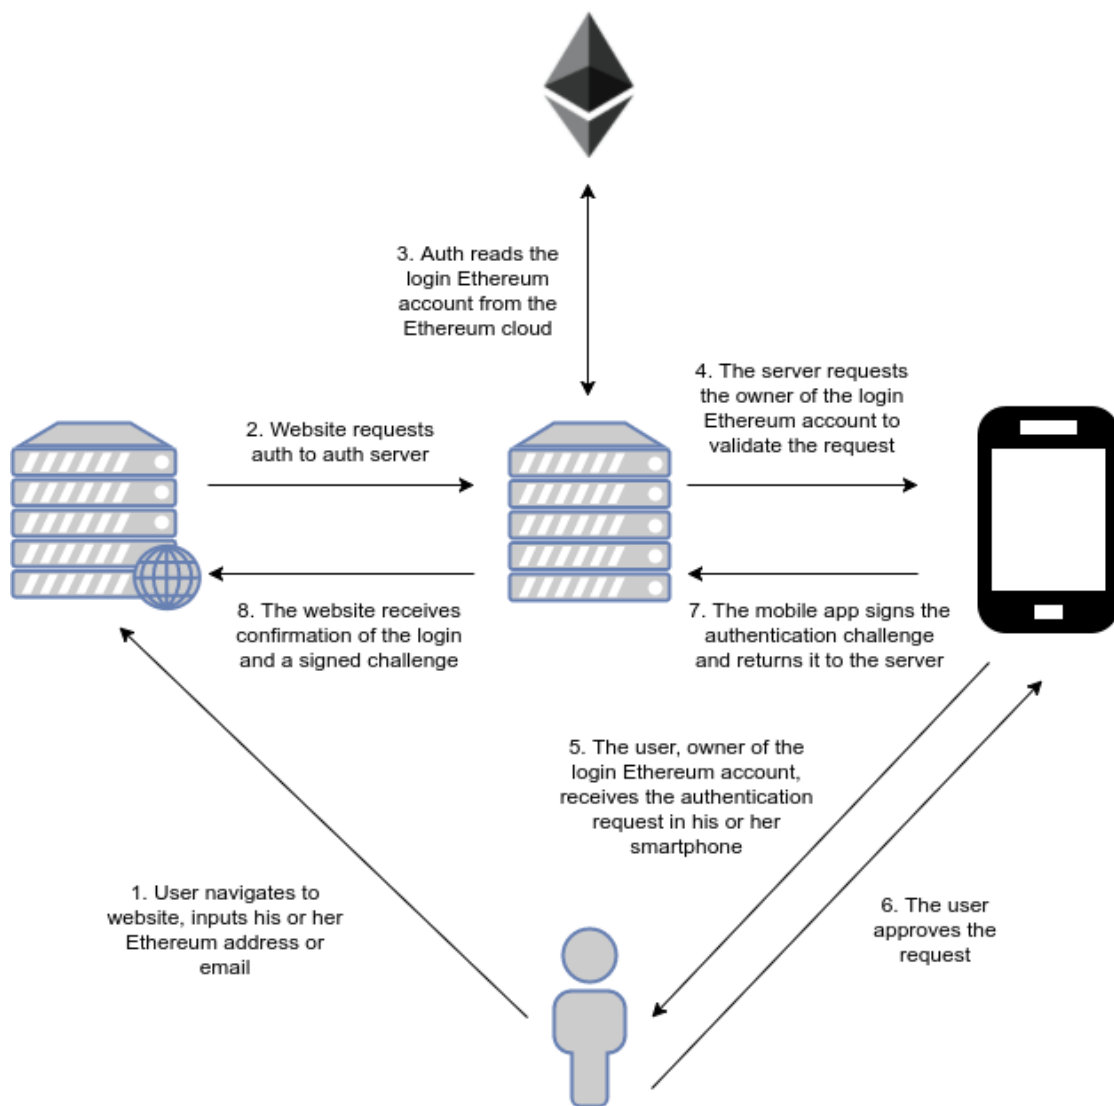 3. Auth reads the
login Ethereum
account from the
Ethereum cloud
4. The server requests
the owner of the login
Ethereum account to
validate the request
2. Website requests
auth to auth server
8. The website receives
confirmation of the login
and a signed challenge
7. The mobile app signs the
authentication challenge
and returns it to the server
5. The user, owner of the
login Ethereum account,
receives the authentication
request in his or her
smartphone
1. User navigates to
website, inputs his or her
Ethereum address or
email
6. The user
approves the
request